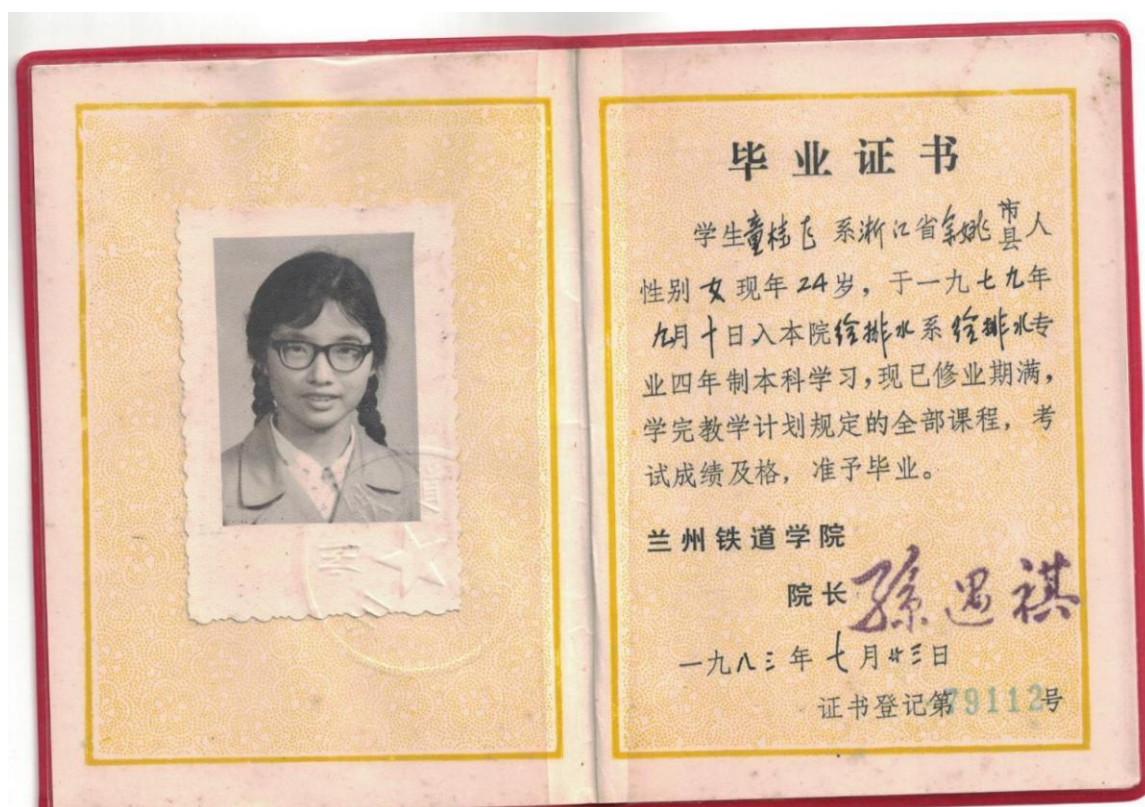 毕业证书
学生童桂飞系浙江省余姚市县人
性别女现年24岁，于一九七九年
九月十日入本院给排水系给排水专
业四年制本科学习，现已修业期满，
学完教学计划规定的全部课程，考
试成绩及格，准予毕业。
兰州铁道学院
院长孙遇祺
一九八三年七月廿三日
证书登记第79112号